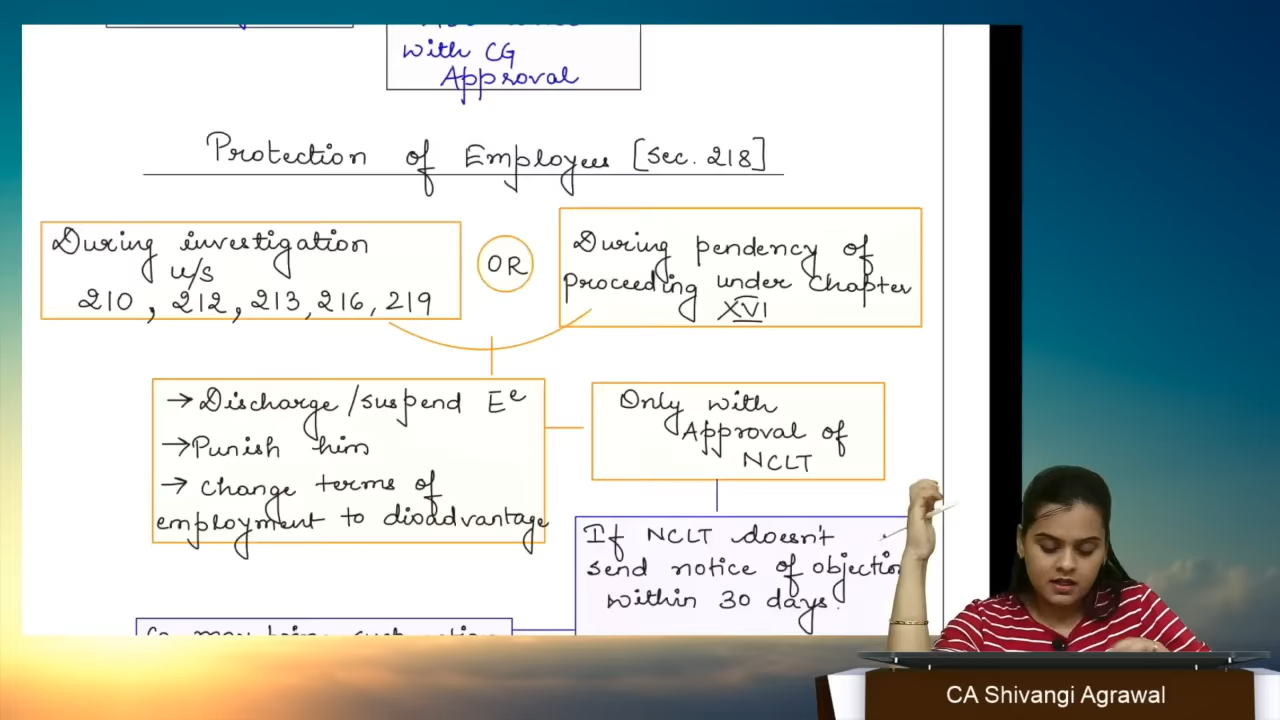 with CG
Approval
Protection of Employee [Sec. 218]
During investigation
u/s
210, 212, 213, 216, 219
OR
During pendency of
proceeding under Chapter
XVI
→ Discharge/suspend Ee
→ Punish him
→ Change terms of
employment to disadvantage
Only with
Approval of
NCLT
If NCLT doesn't
send notice of objection
within 30 days.
CA Shivangi Agrawal